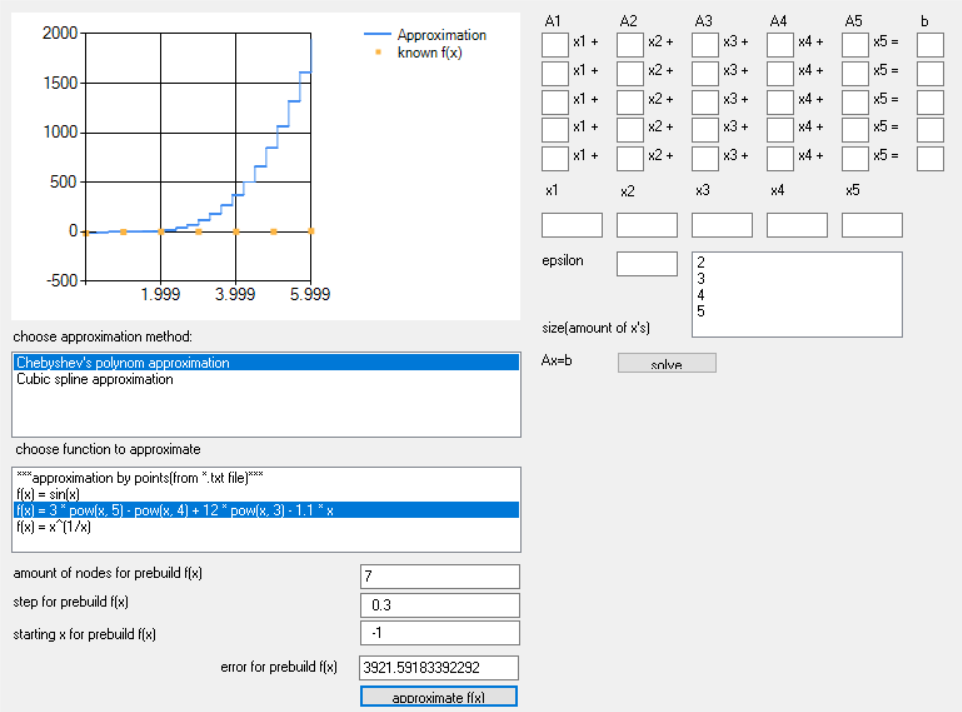 2000
1500
1000
500
0
-500
1.999 3.999 5.999
Approximation
known f(x)
choose approximation method:
Chebyshev's polynom approximation
Cubic spline approximation
choose function to approximate
***approximation by points(from *.txt file)***
f(x) = sin(x)
f(x) = 3 * pow(x, 5) - pow(x, 4) + 12 * pow(x, 3) - 1.1 * x
f(x) = x^(1/x)
amount of nodes for prebuild f(x) 7
step for prebuild f(x) 0.3
starting x for prebuild f(x) -1
error for prebuild f(x) 3921.59183392292
approximate f(x)
A1 A2 A3 A4 A5 b
x1 + x2 + x3 + x4 + x5 =
x1 + x2 + x3 + x4 + x5 =
x1 + x2 + x3 + x4 + x5 =
x1 + x2 + x3 + x4 + x5 =
x1 + x2 + x3 + x4 + x5 =
x1 x2 x3 x4 x5
epsilon
2
3
4
5
size(amount of x's)
Ax=b solve